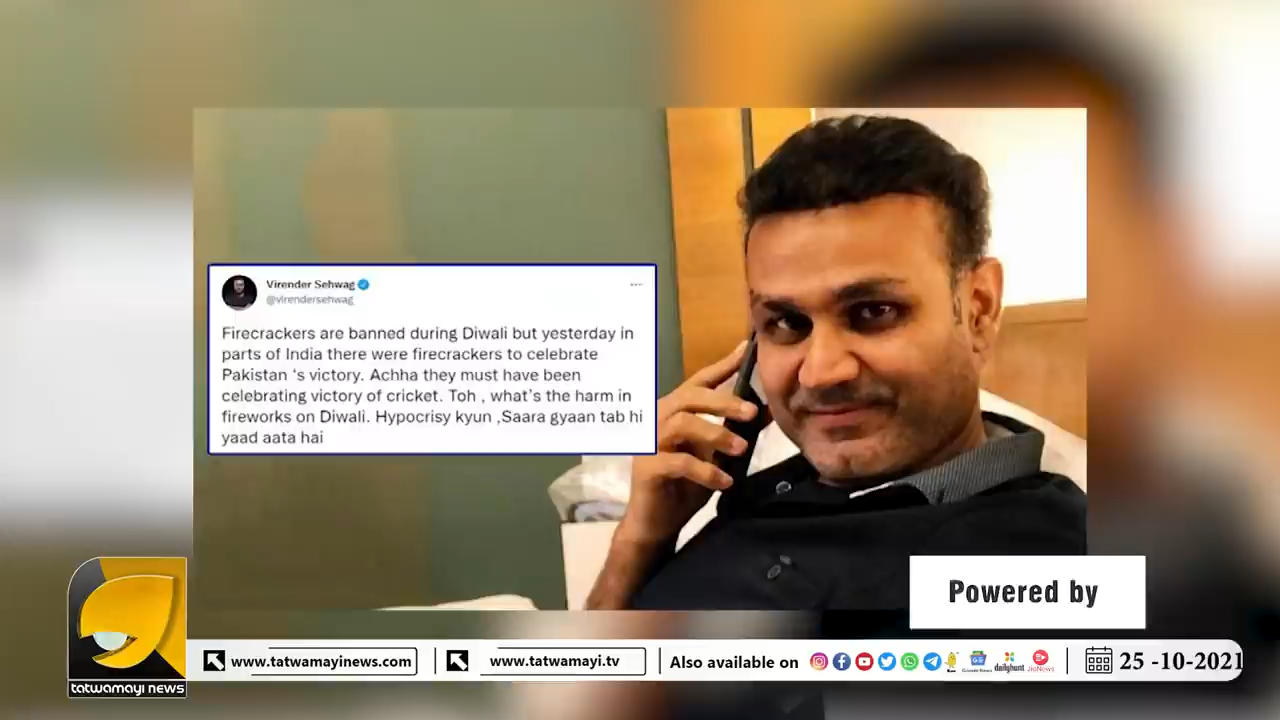 Virender Sehwag
@virendersehwag
Firecrackers are banned during Diwali but yesterday in
parts of India there were firecrackers to celebrate
Pakistan 's victory. Achha they must have been
celebrating victory of cricket. Toh , what's the harm in
fireworks on Diwali. Hypocrisy kyun ,Saara gyaan tab hi
yaad aata hai
Powered by
tatwamayi news
www.tatwamayinews.com
www.tatwamayi.tv
Also available on
Google News
dailyhunt
JioNews
25 -10-2021